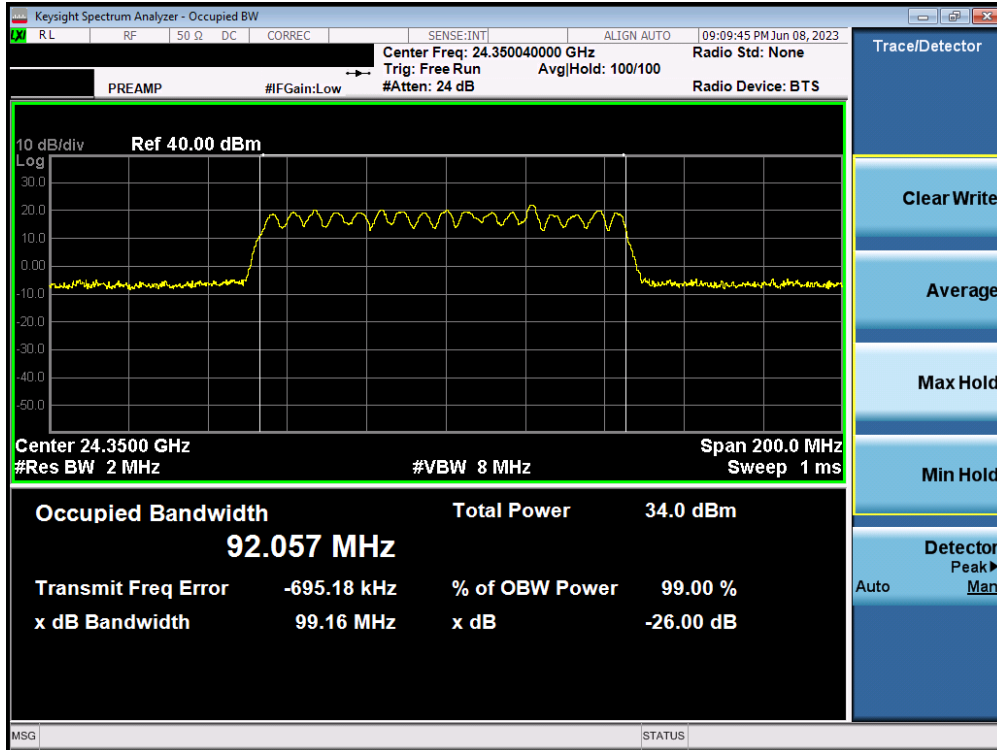 Keysight Spectrum Analyzer - Occupied BW
LXI RL RF 50 Ω DC CORREC SENSE:INT ALIGN AUTO 09:09:45 PM Jun 08, 2023
Center Freq: 24.350040000 GHz Radio Std: None
Trig: Free Run Avg|Hold: 100/100
PREAMP #IFGain:Low #Atten: 24 dB Radio Device: BTS
Trace/Detector
10 dB/div Ref 40.00 dBm
Log
30.0
20.0
10.0
0.00
-10.0
-20.0
-30.0
-40.0
-50.0
Center 24.3500 GHz Span 200.0 MHz
#Res BW 2 MHz #VBW 8 MHz Sweep 1 ms
Occupied Bandwidth Total Power 34.0 dBm
92.057 MHz
Transmit Freq Error -695.18 kHz % of OBW Power 99.00 %
x dB Bandwidth 99.16 MHz x dB -26.00 dB
Clear Write
Average
Max Hold
Min Hold
Detector
Peak▶
Auto Man
MSG STATUS